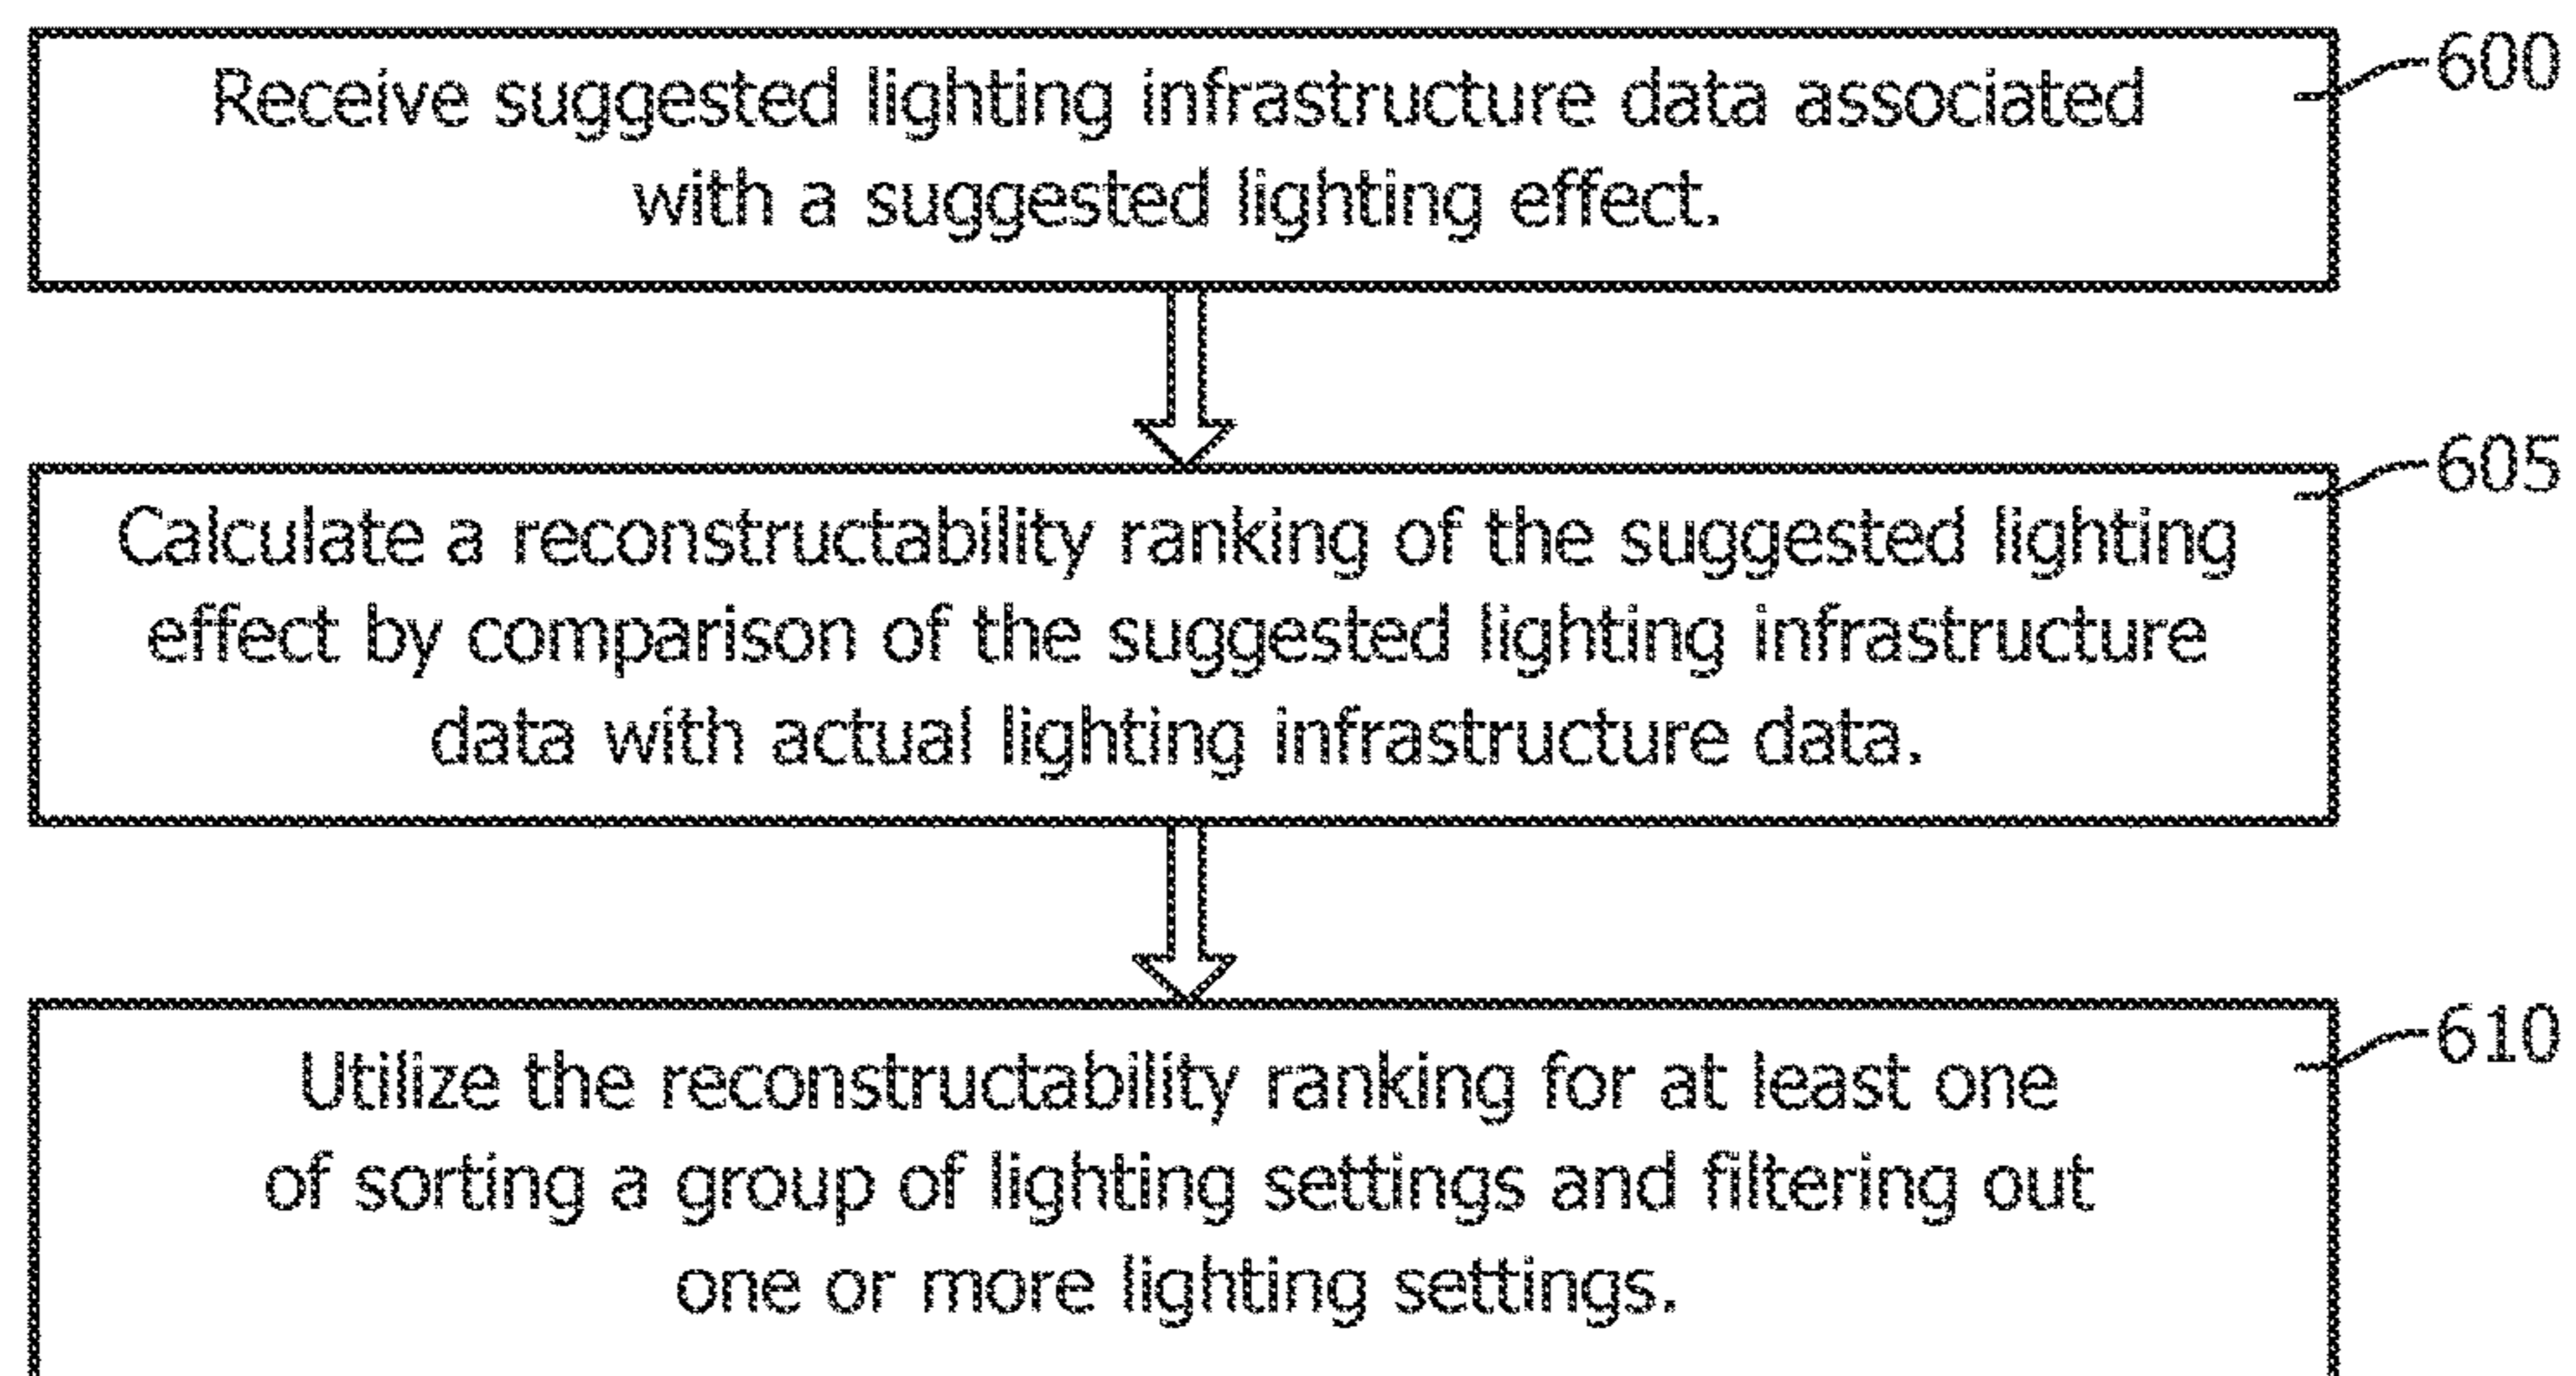 Receive suggested lighting infrastructure data associated
with a suggested lighting effect.
600
Calculate a reconstructability ranking of the suggested lighting
effect by comparison of the suggested lighting infrastructure
data with actual lighting infrastructure data.
605
Utilize the reconstructability ranking for at least one
of sorting a group of lighting settings and filtering out
one or more lighting settings.
610